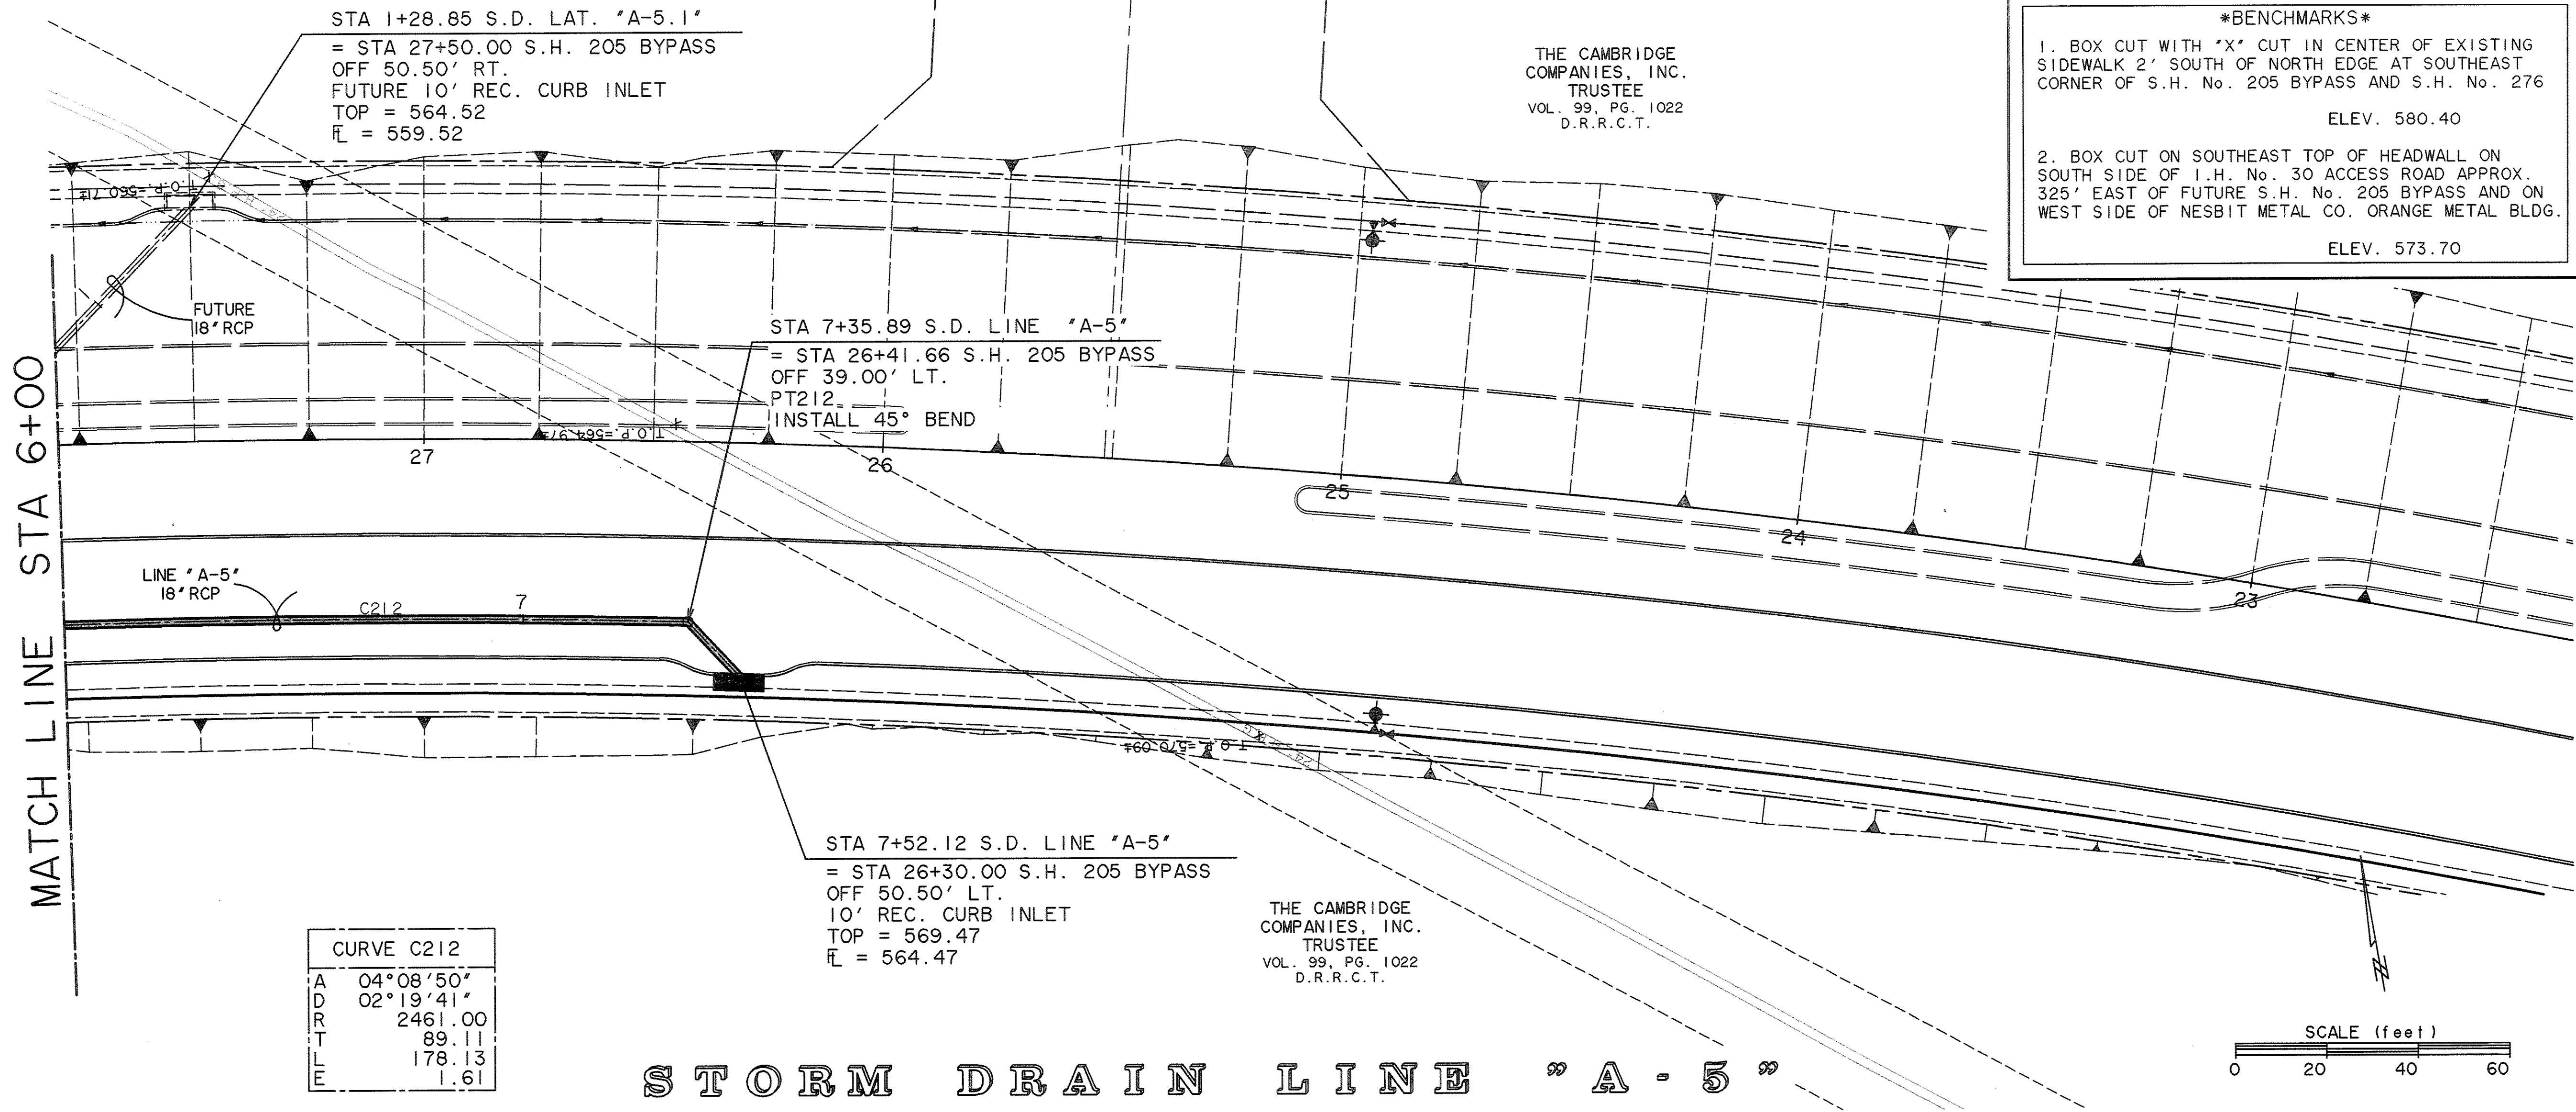 STA 1+28.85 S.D. LAT. "A-5.1"
= STA 27+50.00 S.H. 205 BYPASS
OFF 50.50' RT.
FUTURE 10' REC. CURB INLET
TOP = 564.52
FL = 559.52
THE CAMBRIDGE
COMPANIES, INC.
TRUSTEE
VOL. 99, PG. 1022
D.R.R.C.T.
*BENCHMARKS*
1. BOX CUT WITH "X" CUT IN CENTER OF EXISTING
SIDEWALK 2' SOUTH OF NORTH EDGE AT SOUTHEAST
CORNER OF S.H. No. 205 BYPASS AND S.H. No. 276
ELEV. 580.40
2. BOX CUT ON SOUTHEAST TOP OF HEADWALL ON
SOUTH SIDE OF I.H. No. 30 ACCESS ROAD APPROX.
325' EAST OF FUTURE S.H. No. 205 BYPASS AND ON
WEST SIDE OF NESBIT METAL CO. ORANGE METAL BLDG.
ELEV. 573.70
T.O.P.=560.71±
FUTURE
18" RCP
STA 7+35.89 S.D. LINE "A-5"
= STA 26+41.66 S.H. 205 BYPASS
OFF 39.00' LT.
PT212
INSTALL 45° BEND
T.O.P.=564.97±
27
26
25
24
23
MATCH LINE STA 6+00
LINE "A-5"
18" RCP
C212
7
T.O.P.=570.09±
STA 7+52.12 S.D. LINE "A-5"
= STA 26+30.00 S.H. 205 BYPASS
OFF 50.50' LT.
10' REC. CURB INLET
TOP = 569.47
FL = 564.47
THE CAMBRIDGE
COMPANIES, INC.
TRUSTEE
VOL. 99, PG. 1022
D.R.R.C.T.
CURVE C212
A 04°08'50"
D 02°19'41"
R 2461.00
T 89.11
L 178.13
E 1.61
N
SCALE (feet)
0 20 40 60
STORM DRAIN LINE "A-5"